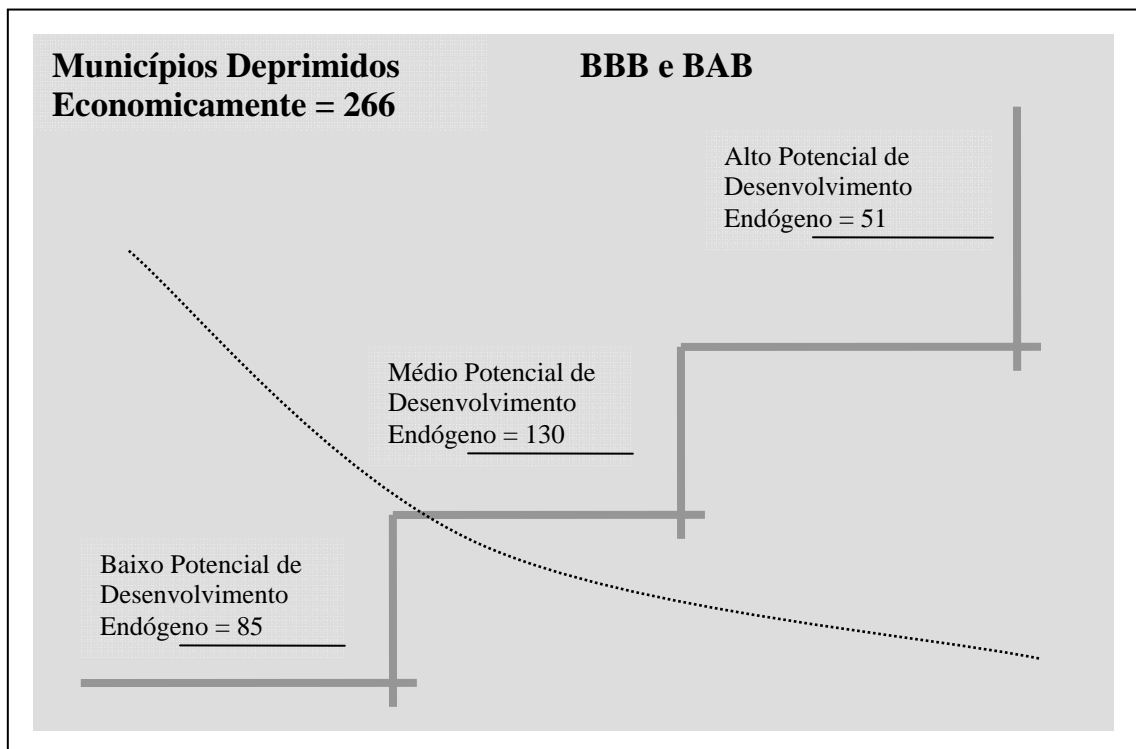 Municípios Deprimidos
Economicamente = 266
BBB e BAB
Alto Potencial de
Desenvolvimento
Endógeno = 51
Médio Potencial de
Desenvolvimento
Endógeno = 130
Baixo Potencial de
Desenvolvimento
Endógeno = 85